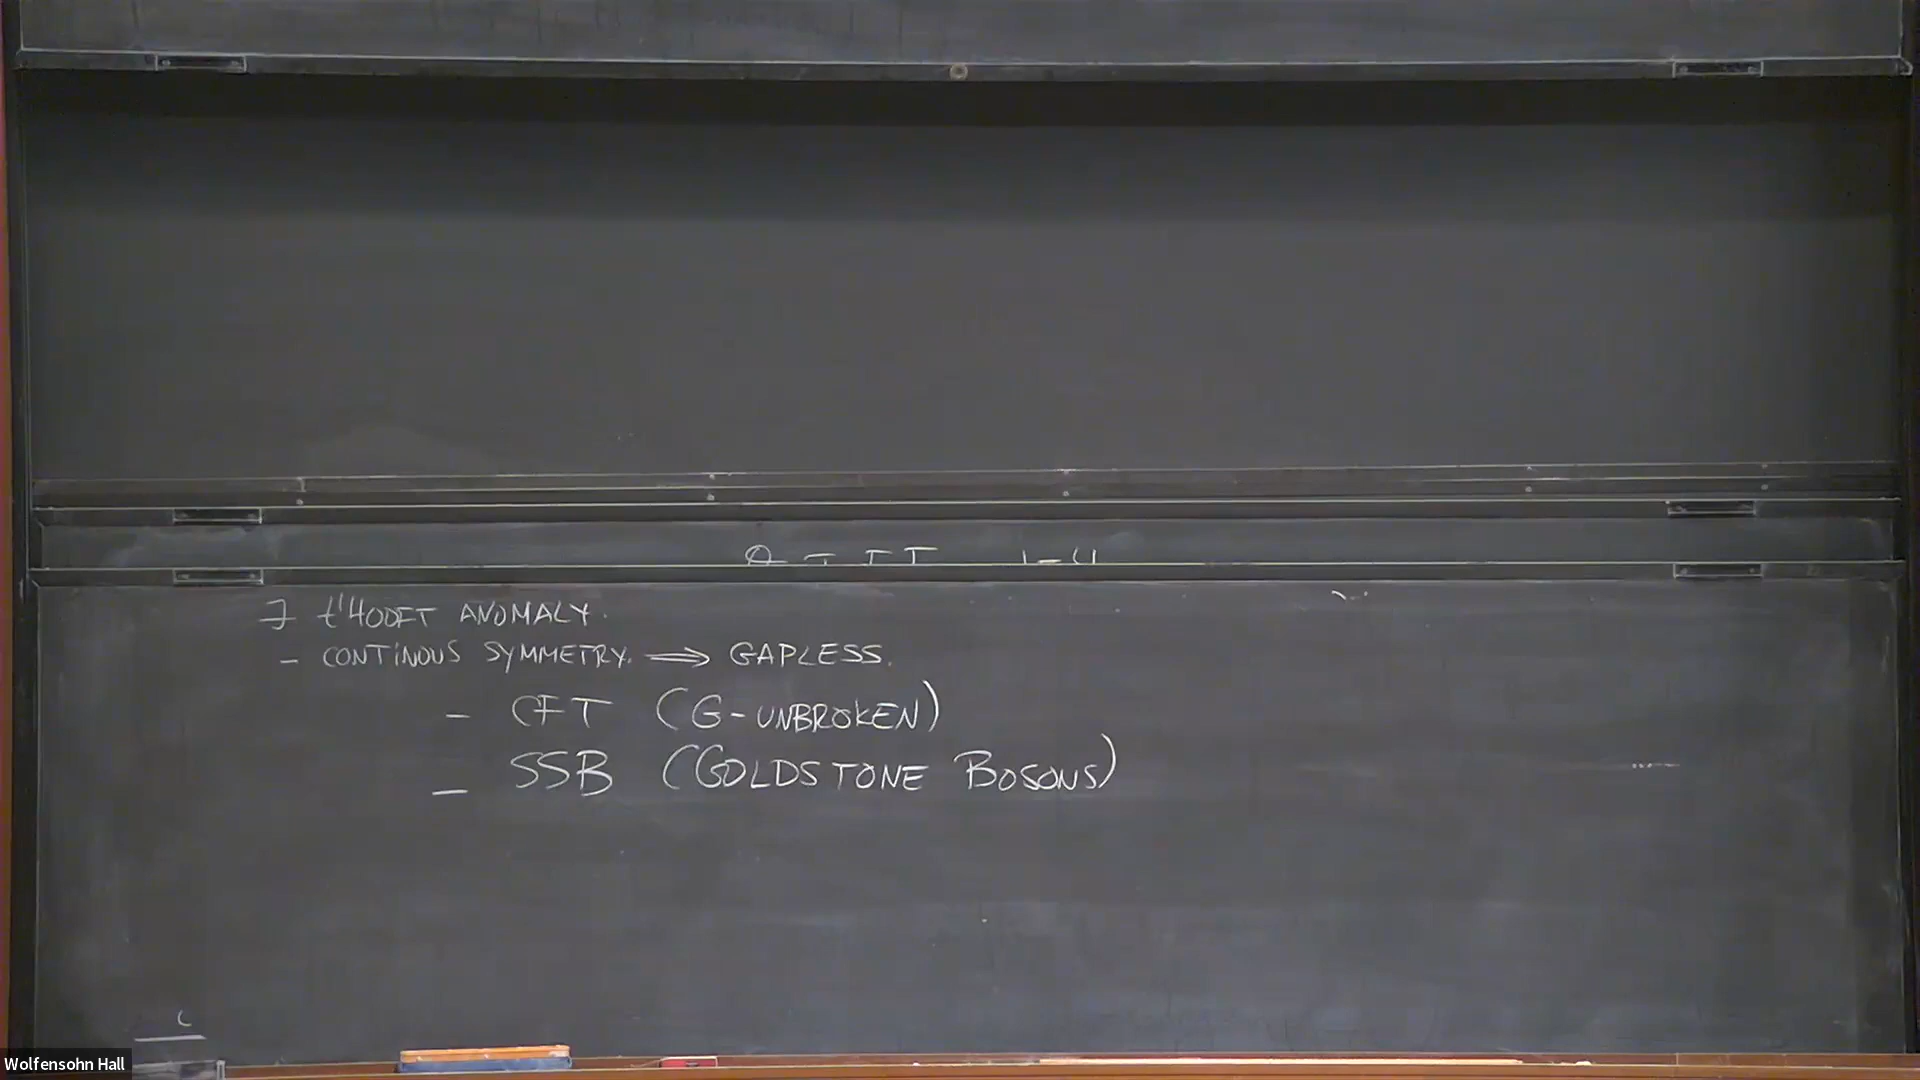 ∃ t'HOOFT ANOMALY.
- CONTINOUS SYMMETRY. ⟹ GAPLESS.
- CFT (G-UNBROKEN)
- SSB (GOLDSTONE BOSONS)
Wolfensohn Hall